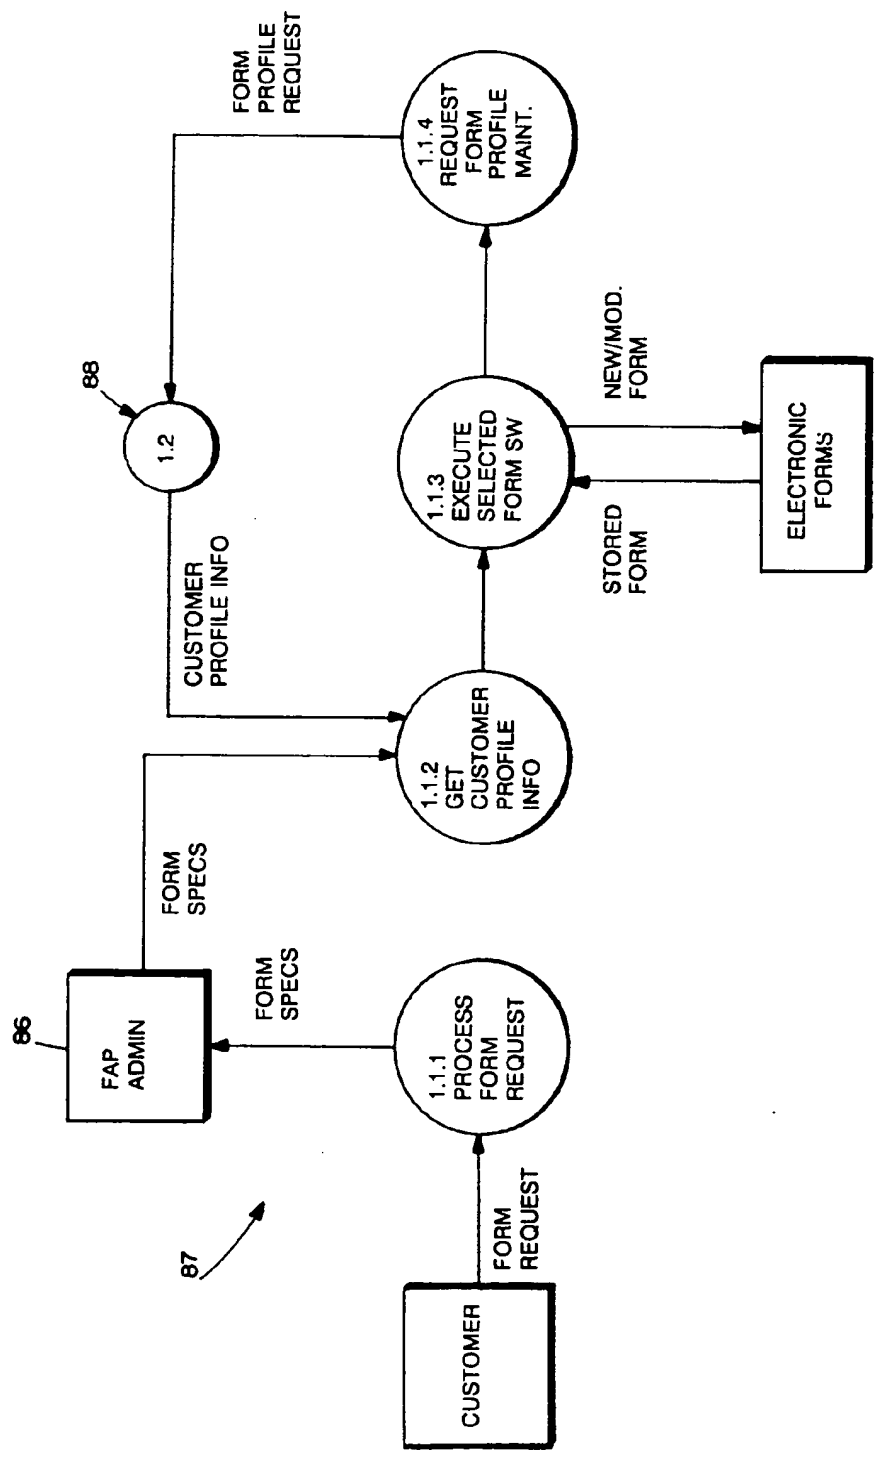 CUSTOMER
FORM
REQUEST
87
1.1.1
PROCESS
FORM
REQUEST
FORM
SPECS
86
FAP
ADMIN
FORM
SPECS
1.1.2
GET
CUSTOMER
PROFILE
INFO
CUSTOMER
PROFILE INFO
88
1.2
1.1.3
EXECUTE
SELECTED
FORM SW
STORED
FORM
NEW/MOD.
FORM
ELECTRONIC
FORMS
1.1.4
REQUEST
FORM
PROFILE
MAINT.
FORM
PROFILE
REQUEST